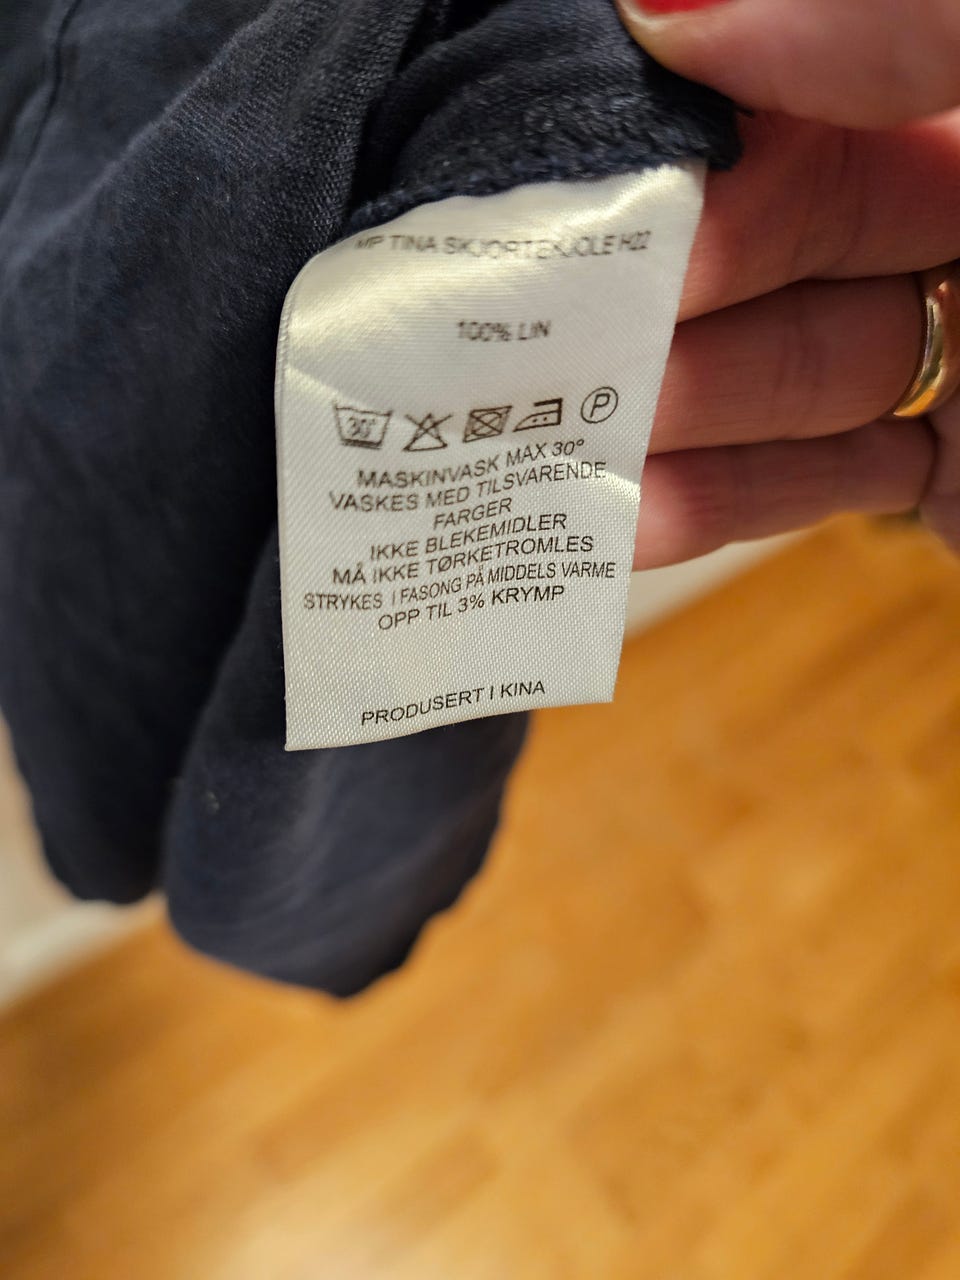 MP TINA SKJORTEKJOLE H22
100% LIN
30° P
MASKINVASK MAX 30°
VASKES MED TILSVARENDE
FARGER
IKKE BLEKEMIDLER
MÅ IKKE TØRKETROMLES
STRYKES I FASONG PÅ MIDDELS VARME
OPP TIL 3% KRYMP
PRODUSERT I KINA